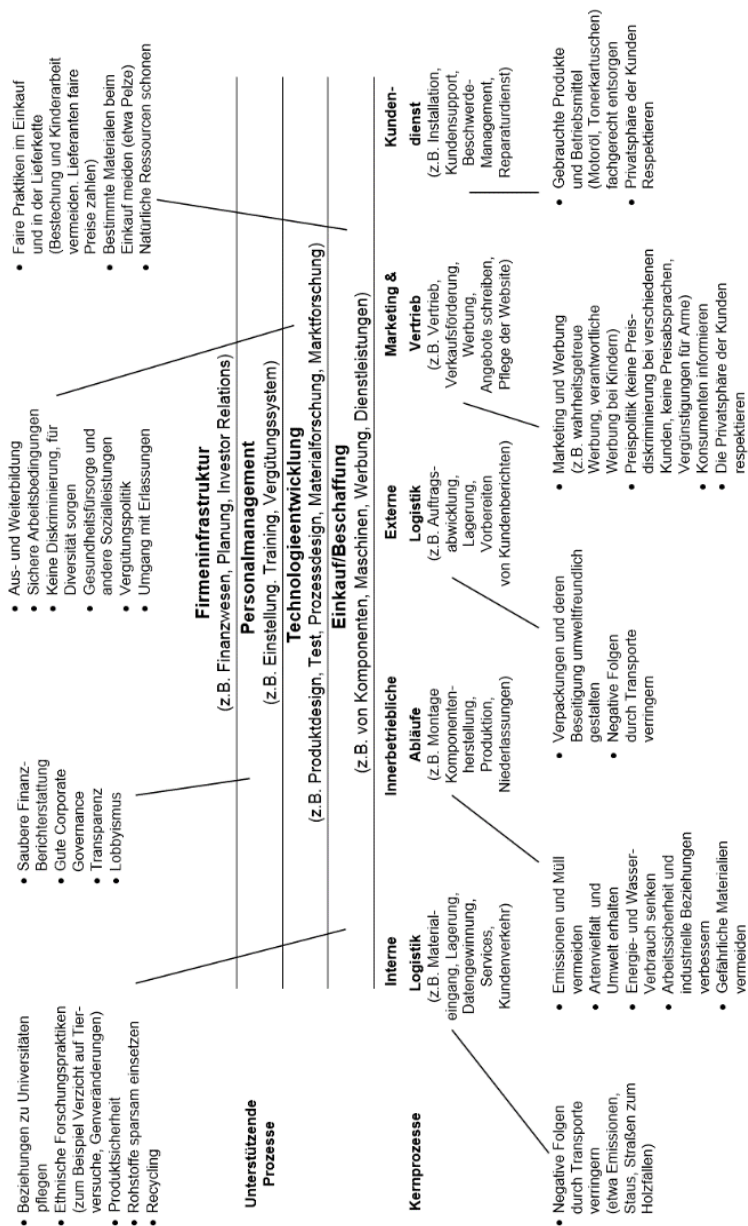 • Beziehungen zu Universitäten
pflegen
• Ethnische Forschungspraktiken
(zum Beispiel Verzicht auf Tier-
versuche, Genveränderungen)
• Produktsicherheit
• Rohstoffe sparsam einsetzen
• Recycling
• Saubere Finanz-
Berichterstattung
• Gute Corporate
Governance
• Transparenz
• Lobbyismus
• Aus- und Weiterbildung
• Sichere Arbeitsbedingungen
• Keine Diskriminierung, für
Diversität sorgen
• Gesundheitsfürsorge und
andere Sozialleistungen
• Vergütungspolitik
• Umgang mit Erlassungen
• Faire Praktiken im Einkauf
und in der Lieferkette
(Bestechung und Kinderarbeit
vermeiden. Lieferanten faire
Preise zahlen)
• Bestimmte Materialen beim
Einkauf meiden (etwa Pelze)
• Natürliche Ressourcen schonen
Unterstützende
Prozesse
Firmeninfrastruktur
(z.B. Finanzwesen, Planung, Investor Relations)
Personalmanagement
(z.B. Einstellung. Training, Vergütungssystem)
Technologieentwicklung
(z.B. Produktdesign, Test, Prozessdesign, Materialforschung, Marktforschung)
Einkauf/Beschaffung
(z.B. von Komponenten, Maschinen, Werbung, Dienstleistungen)
Kernprozesse
Interne
Logistik
(z.B. Material-
eingang, Lagerung,
Datengewinnung,
Services,
Kundenverkehr)
Innerbetriebliche
Abläufe
(z.B. Montage
Komponenten-
herstellung,
Produktion,
Niederlassungen)
Externe
Logistik
(z.B. Auftrags-
abwicklung,
Lagerung,
Vorbereiten
von Kundenberichten)
Marketing &
Vertrieb
(z.B. Vertrieb,
Verkaufsförderung,
Werbung,
Angebote schreiben,
Pflege der Website)
Kunden-
dienst
(z.B. Installation,
Kundensupport,
Beschwerde-
Management,
Reparaturdienst)
• Negative Folgen
durch Transporte
verringern
(etwa Emissionen,
Staus, Straßen zum
Holzfällen)
• Emissionen und Müll
vermeiden
• Artenvielfalt und
Umwelt erhalten
• Energie- und Wasser-
Verbrauch senken
• Arbeitssicherheit und
industrielle Beziehungen
verbessern
• Gefährliche Materialien
vermeiden
• Verpackungen und deren
Beseitigung umweltfreundlich
gestalten
• Negative Folgen
durch Transporte
verringern
• Marketing und Werbung
(z.B. wahrheitsgetreue
Werbung, verantwortliche
Werbung bei Kindern)
• Preispolitik (keine Preis-
diskriminierung bei verschiedenen
Kunden, keine Preisabsprachen,
Vergünstigungen für Arme)
• Konsumenten informieren
• Die Privatsphäre der Kunden
respektieren
• Gebrauchte Produkte
und Betriebsmittel
(Motoröl, Tonerkartuschen)
fachgerecht entsorgen
• Privatsphäre der Kunden
Respektieren